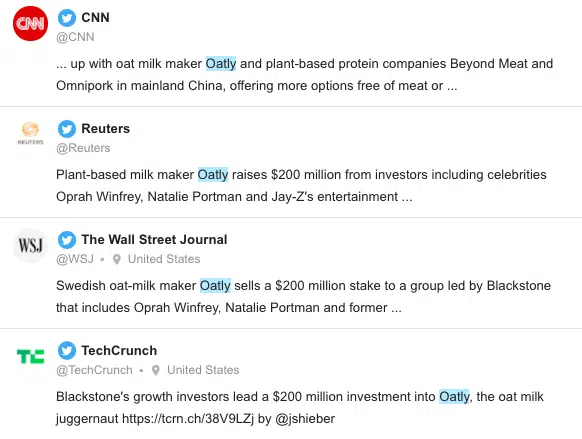 CNN
CNN
@CNN
... up with oat milk maker Oatly and plant-based protein companies Beyond Meat and
Omnipork in mainland China, offering more options free of meat or ...
REUTERS
Reuters
@Reuters
Plant-based milk maker Oatly raises $200 million from investors including celebrities
Oprah Winfrey, Natalie Portman and Jay-Z's entertainment ...
WSJ
The Wall Street Journal
@WSJ • United States
Swedish oat-milk maker Oatly sells a $200 million stake to a group led by Blackstone
that includes Oprah Winfrey, Natalie Portman and former ...
TC
TechCrunch
@TechCrunch • United States
Blackstone's growth investors lead a $200 million investment into Oatly, the oat milk
juggernaut https://tcrn.ch/38V9LZj by @jshieber